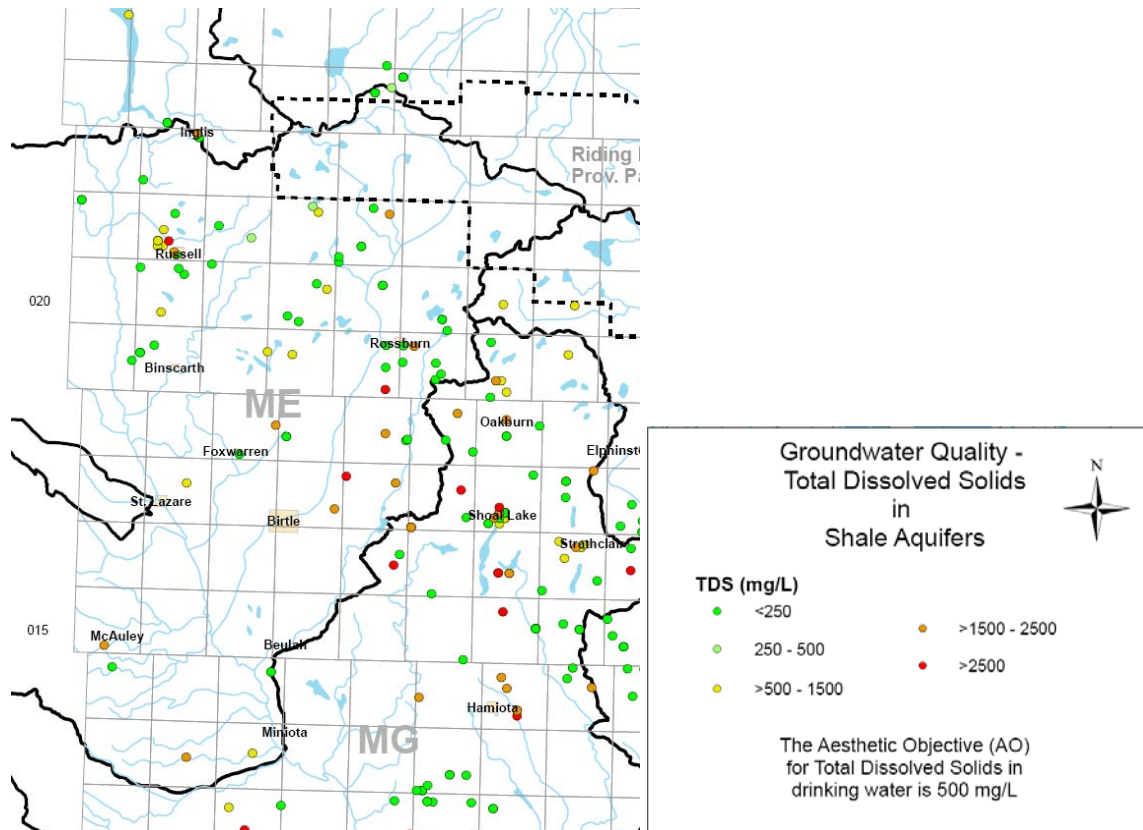 Inglis
Riding
Prov. Pa
Russell
020
Rossburn
Binscarth
ME
Oakburn
Foxwarren
Elphinst
St. Lazare
Birtle
Shoal Lake
Strathclair
015
McAuley
Beulah
Hamiota
Miniota
MG
Groundwater Quality -
Total Dissolved Solids
in
Shale Aquifers
N
TDS (mg/L)
<250
250 - 500
>500 - 1500
>1500 - 2500
>2500
The Aesthetic Objective (AO)
for Total Dissolved Solids in
drinking water is 500 mg/L